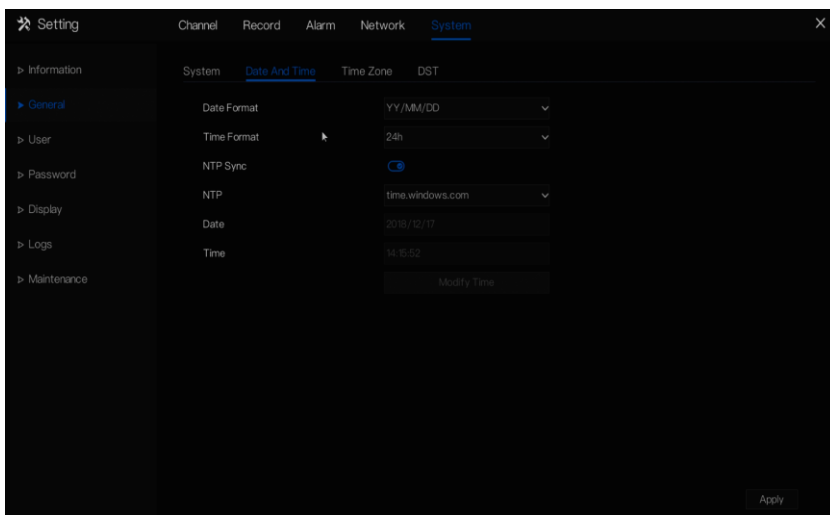 Setting Channel Record Alarm Network System
Information
General
User
Password
Display
Logs
Maintenance
System Date And Time Time Zone DST
Date Format YY/MM/DD
Time Format 24h
NTP Sync
NTP time.windows.com
Date 2018/12/17
Time 14:15:52
Modify Time
Apply